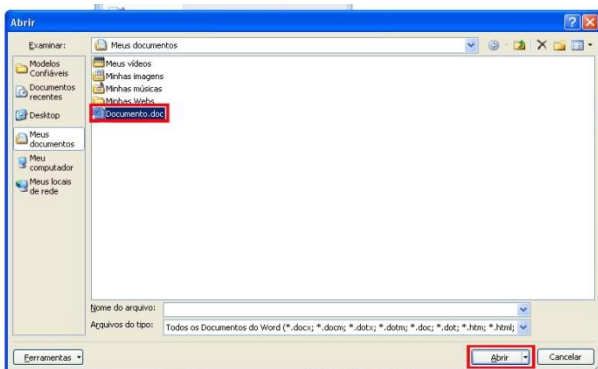 Abrir
Examinar:
Meus documentos
Modelos
Confiáveis
Documentos
recentes
Desktop
Meus
documentos
Meu
computador
Meus locais
de rede
Meus vídeos
Minhas imagens
Minhas músicas
Minhas Webs
Documento.doc
Nome do arquivo:
Arquivos do tipo:
Todos os Documentos do Word (*.docx; *.docm; *.dotx; *.dotm; *.doc; *.dot; *.htm; *.html;
Ferramentas
Abrir
Cancelar